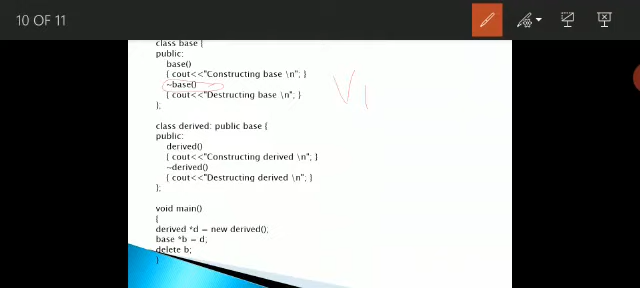 10 OF 11
class base {
public:
base()
{ cout<<"Constructing base \n"; }
~base()
{ cout<<"Destructing base \n"; }
};
class derived: public base {
public:
derived()
{ cout<<"Constructing derived \n"; }
~derived()
{ cout<<"Destructing derived \n"; }
};
void main()
{
derived *d = new derived();
base *b = d;
delete b;
}